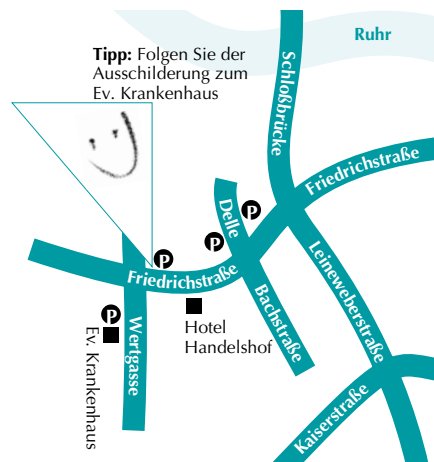 Tipp: Folgen Sie der
Ausschilderung zum
Ev. Krankenhaus
Ruhr
Schloßbrücke
Friedrichstraße
Delle
P
P
P
Friedrichstraße
Leineweberstraße
Bachstraße
P
Ev. Krankenhaus
Wertgasse
Hotel
Handelshof
Kaiserstraße